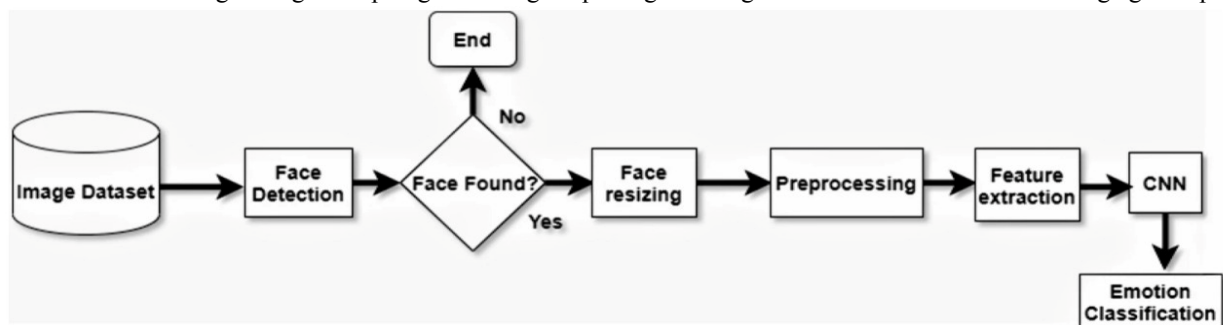 End
No
Image Dataset
Face
Detection
Face Found?
Yes
Face
resizing
Preprocessing
Feature
extraction
CNN
Emotion
Classification